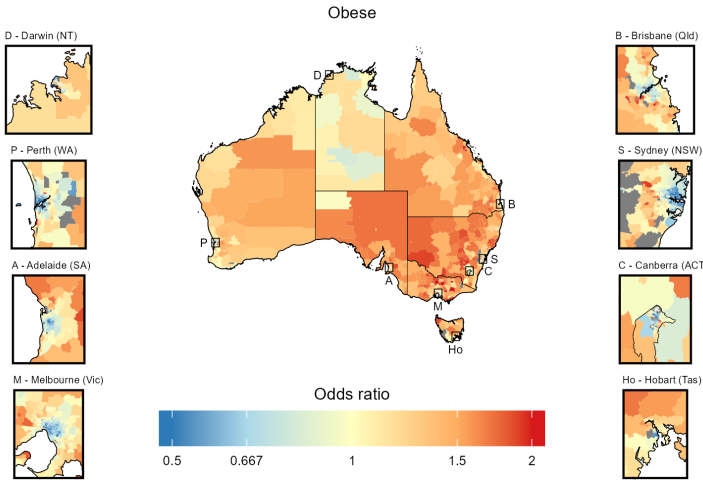 Obese
D - Darwin (NT)
B - Brisbane (Qld)
D
P - Perth (WA)
S - Sydney (NSW)
B
P
S
A - Adelaide (SA)
C - Canberra (ACT
C
A
M
M - Melbourne (Vic)
Ho
Ho - Hobart (Tas)
Odds ratio
0.5 0.667 1 1.5 2